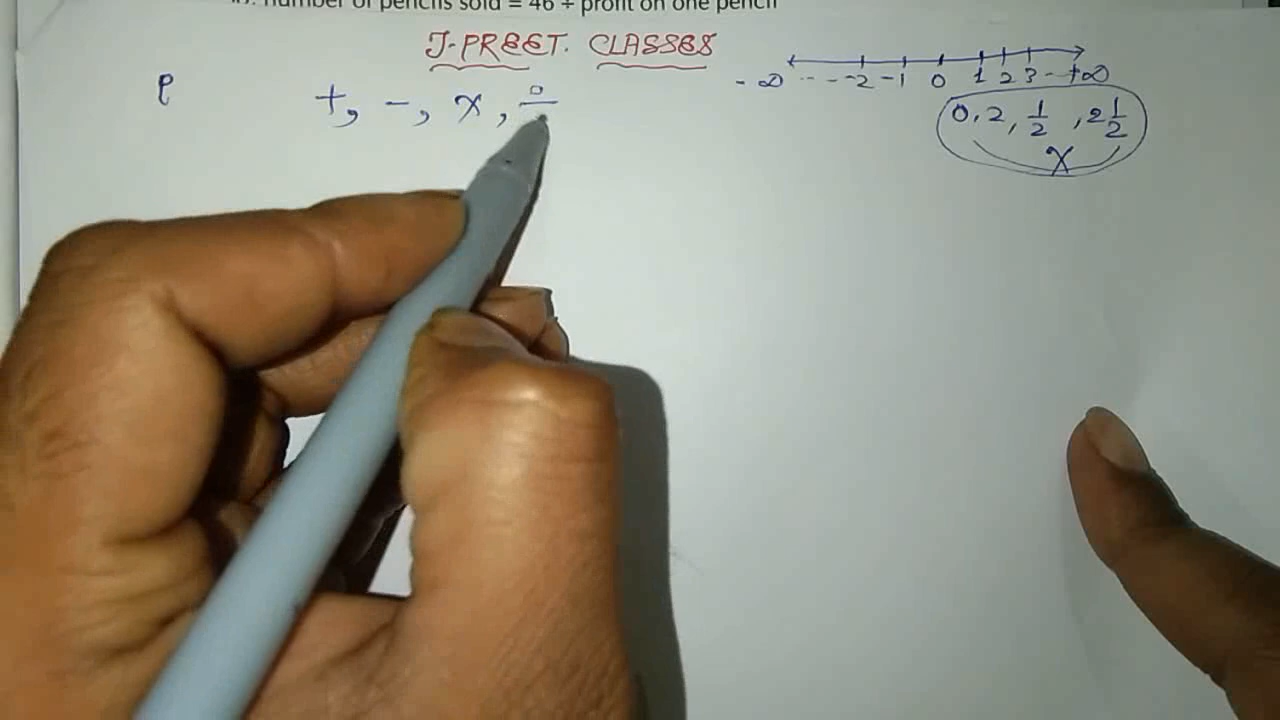 number of pencils sold = 46 ÷ profit on one pencil
J-PREET. CLASSES
- ∞ --- -2 -1 0 1 2 3 - +∞
+, -, x, ÷
0, 2, 1/2, 2 1/2
x